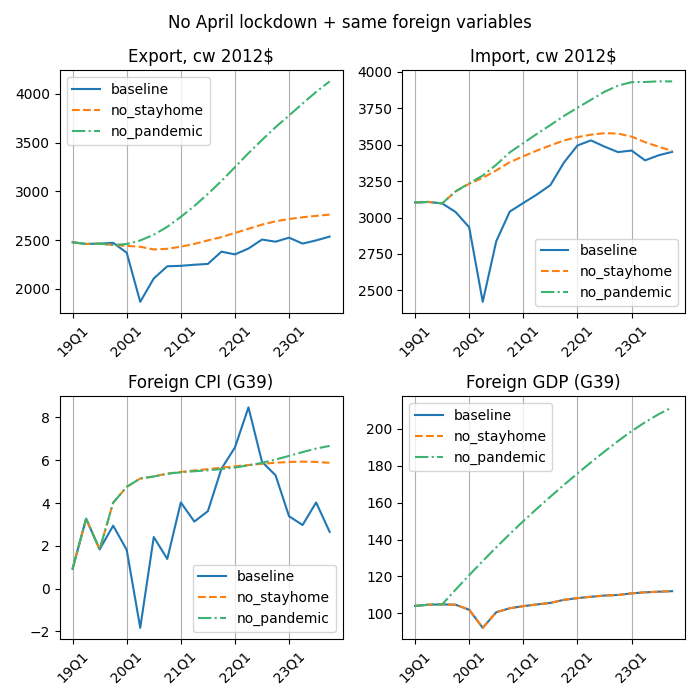 No April lockdown + same foreign variables
Export, cw 2012$
4000
3500
3000
2500
2000
baseline
no_stayhome
no_pandemic
19Q1
20Q1
21Q1
22Q1
23Q1
Import, cw 2012$
4000
3750
3500
3250
3000
2750
2500
baseline
no_stayhome
no_pandemic
19Q1
20Q1
21Q1
22Q1
23Q1
Foreign CPI (G39)
8
6
4
2
0
−2
baseline
no_stayhome
no_pandemic
19Q1
20Q1
21Q1
22Q1
23Q1
Foreign GDP (G39)
200
180
160
140
120
100
baseline
no_stayhome
no_pandemic
19Q1
20Q1
21Q1
22Q1
23Q1